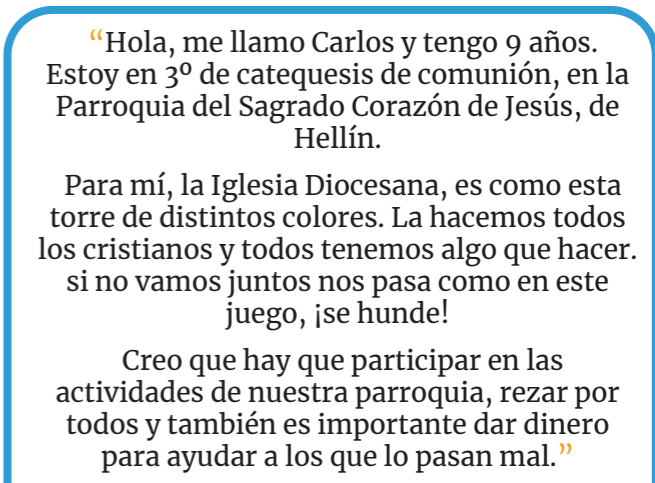 “Hola, me llamo Carlos y tengo 9 años.
Estoy en 3º de catequesis de comunión, en la
Parroquia del Sagrado Corazón de Jesús, de
Hellín.
Para mí, la Iglesia Diocesana, es como esta
torre de distintos colores. La hacemos todos
los cristianos y todos tenemos algo que hacer.
si no vamos juntos nos pasa como en este
juego, ¡se hunde!
Creo que hay que participar en las
actividades de nuestra parroquia, rezar por
todos y también es importante dar dinero
para ayudar a los que lo pasan mal.”